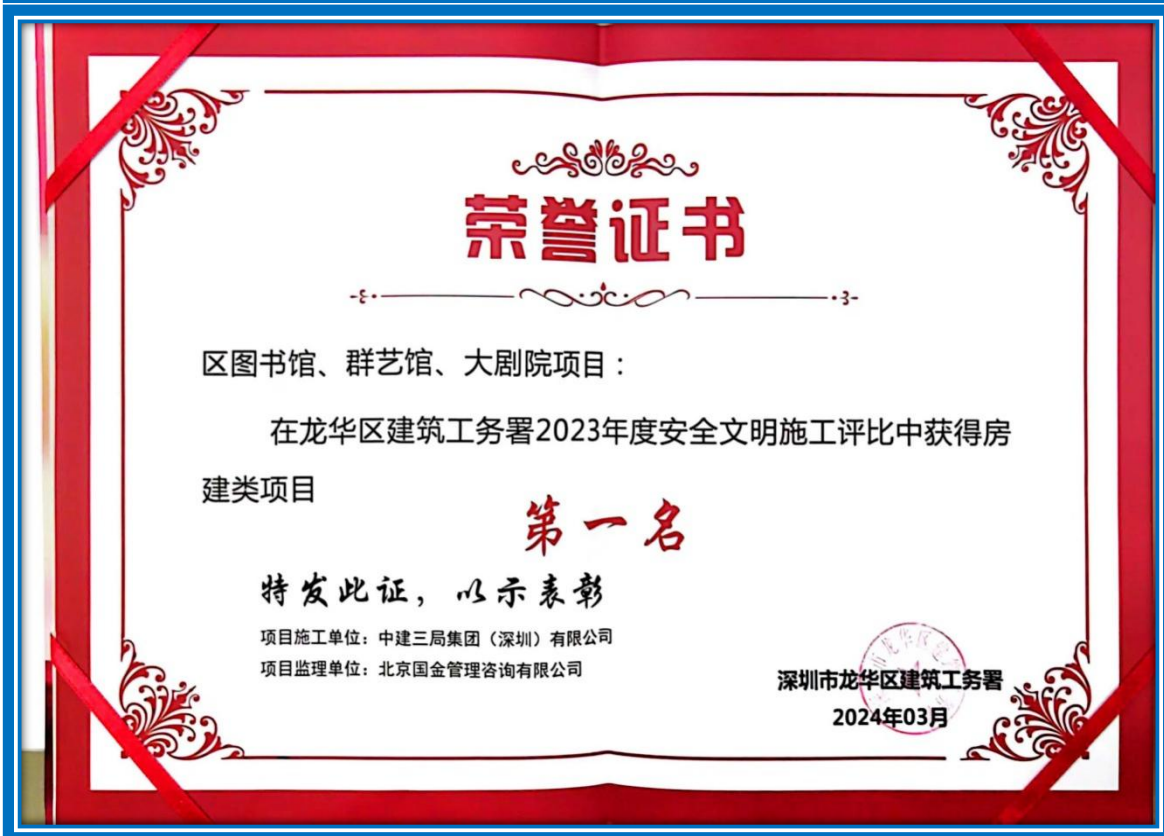 荣誉证书
区图书馆、群艺馆、大剧院项目：
在龙华区建筑工务署2023年度安全文明施工评比中获得房
建类项目
第一名
特发此证，以示表彰
项目施工单位：中建三局集团（深圳）有限公司
项目监理单位：北京国金管理咨询有限公司
深圳市龙华区建筑工务署
2024年03月